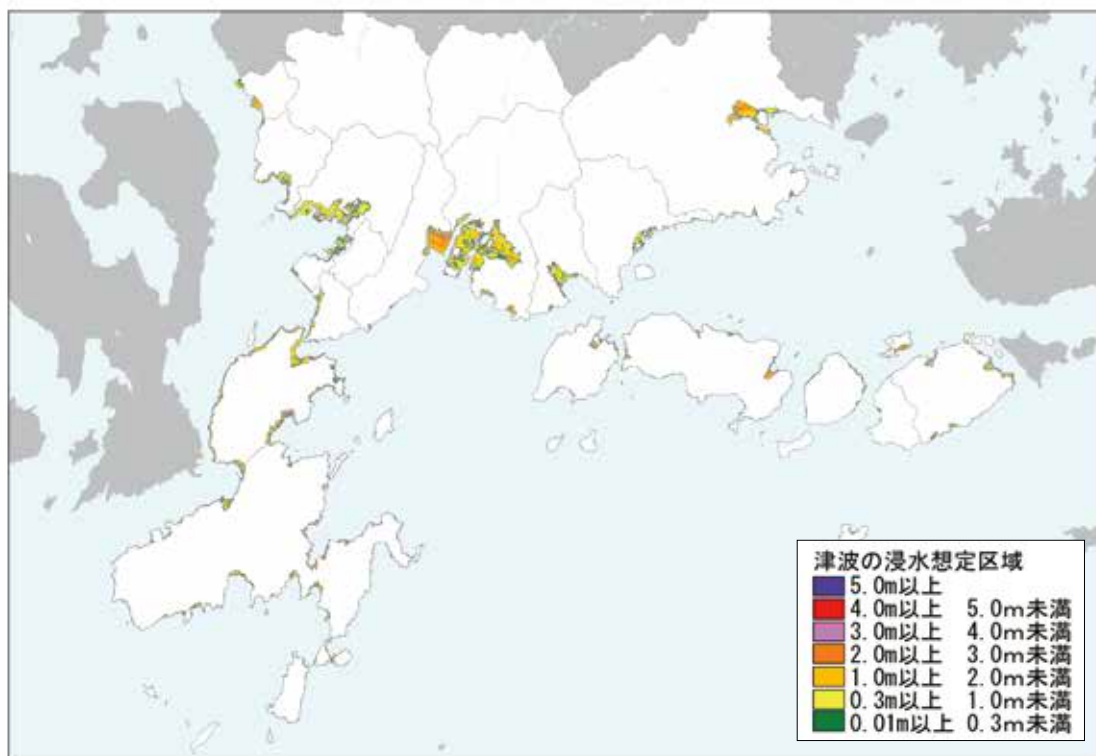 津波の浸水想定区域
5.0m以上
4.0m以上 5.0m未満
3.0m以上 4.0m未満
2.0m以上 3.0m未満
1.0m以上 2.0m未満
0.3m以上 1.0m未満
0.01m以上 0.3m未満